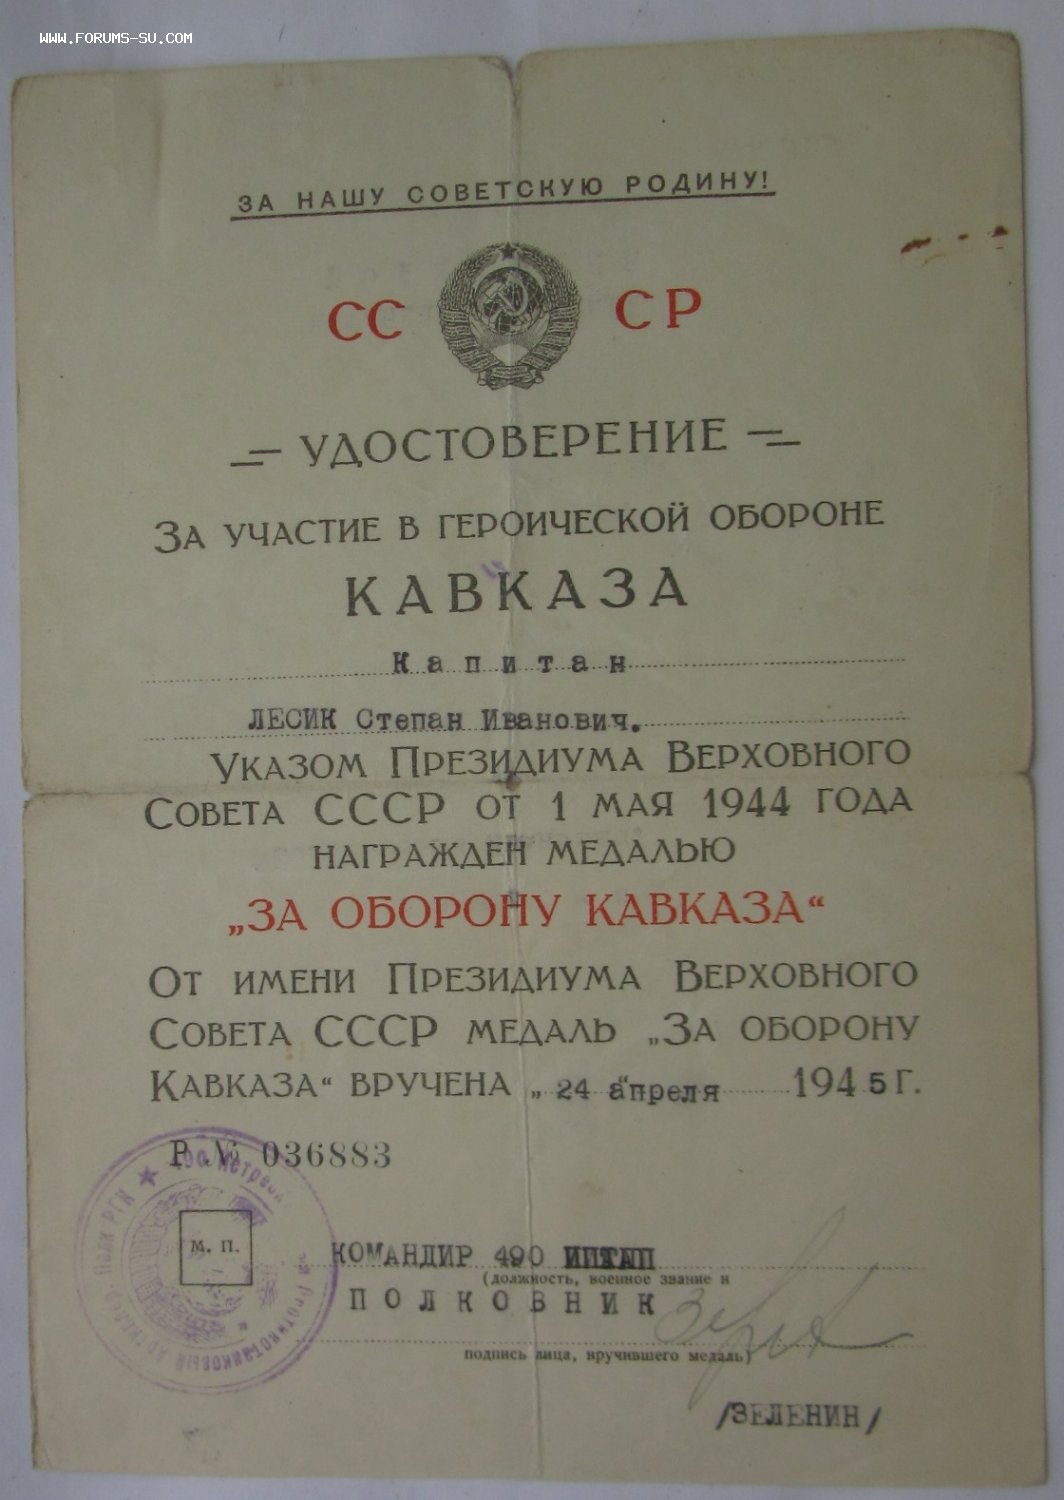 WWW.FORUMS-SU.COM
ЗА НАШУ СОВЕТСКУЮ РОДИНУ!
СС СР
УДОСТОВЕРЕНИЕ
ЗА УЧАСТИЕ В ГЕРОИЧЕСКОЙ ОБОРОНЕ
КАВКАЗА
Капитан
ЛЕСИК Степан Иванович.
УКАЗОМ ПРЕЗИДИУМА ВЕРХОВНОГО
СОВЕТА СССР ОТ 1 МАЯ 1944 ГОДА
НАГРАЖДЕН МЕДАЛЬЮ
„ЗА ОБОРОНУ КАВКАЗА“
ОТ ИМЕНИ ПРЕЗИДИУМА ВЕРХОВНОГО
СОВЕТА СССР МЕДАЛЬ „ЗА ОБОРОНУ
КАВКАЗА“ ВРУЧЕНА „24 апреля“ 1945 Г.
Р № 036883
М. П.
КОМАНДИР 490 ИПТАП
(должность, военное звание и
ПОЛКОВНИК
подпись лица, вручившего медаль)
/ЗЕЛЕНИН/